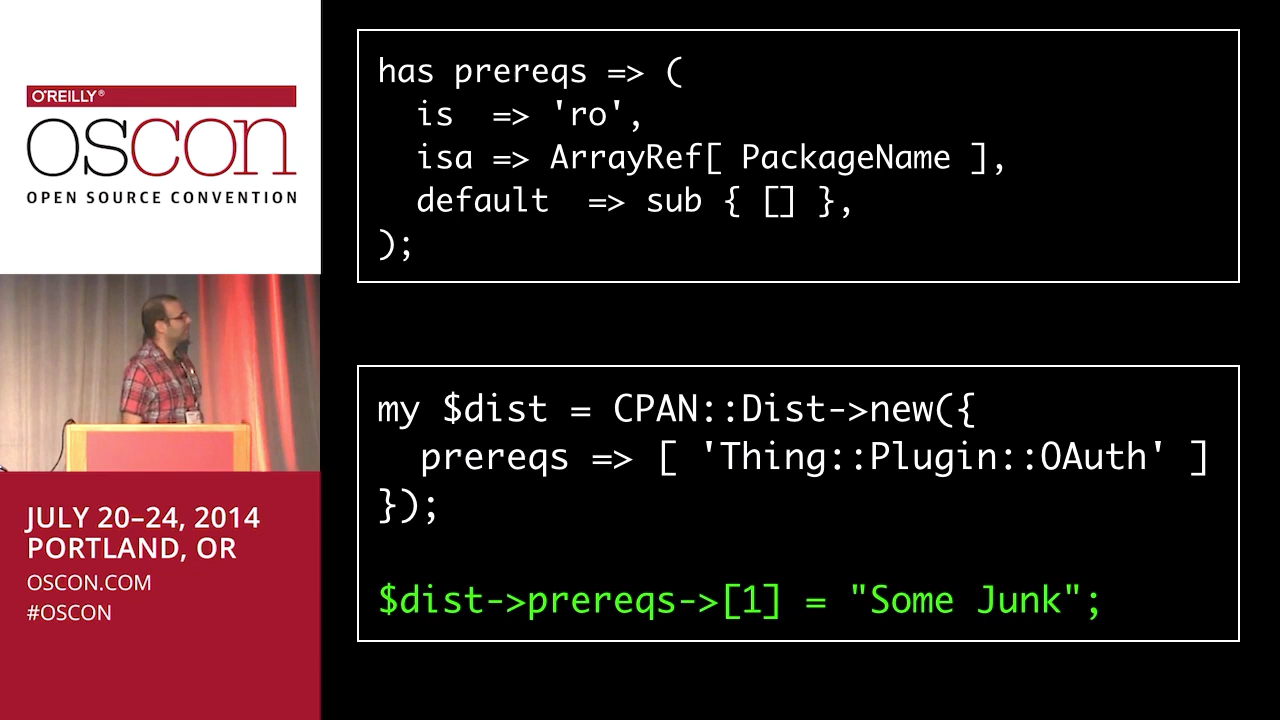 O'REILLY®
OSCON
OPEN SOURCE CONVENTION
JULY 20–24, 2014
PORTLAND, OR
OSCON.COM
#OSCON
has prereqs => (
  is  => 'ro',
  isa => ArrayRef[ PackageName ],
  default  => sub { [] },
);
my $dist = CPAN::Dist->new({
  prereqs => [ 'Thing::Plugin::OAuth' ]
});
$dist->prereqs->[1] = "Some Junk";